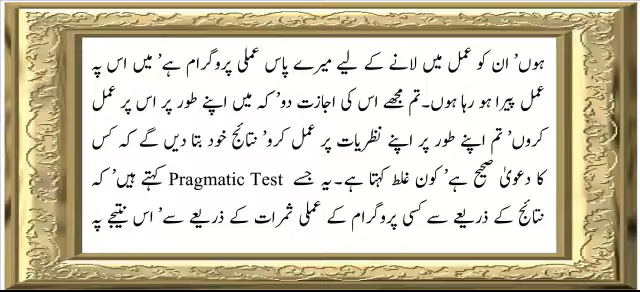 ہوں‘ ان کو عمل میں لانے کے لیے میرے پاس عملی پروگرام ہے‘ میں اس پہ
عمل پیرا ہو رہا ہوں۔تم مجھے اس کی اجازت دو‘ کہ میں اپنے طور پر اس پر عمل
کروں‘ تم اپنے طور پر اپنے نظریات پر عمل کرو‘ نتائج خود بتا دیں گے کہ کس
کا دعویٰ صحیح ہے‘ کون غلط کہتا ہے۔یہ جسے Pragmatic Test کہتے ہیں‘ کہ
نتائج کے ذریعے سے کسی پروگرام کے عملی ثمرات کے ذریعے سے‘ اس نتیجے پہ